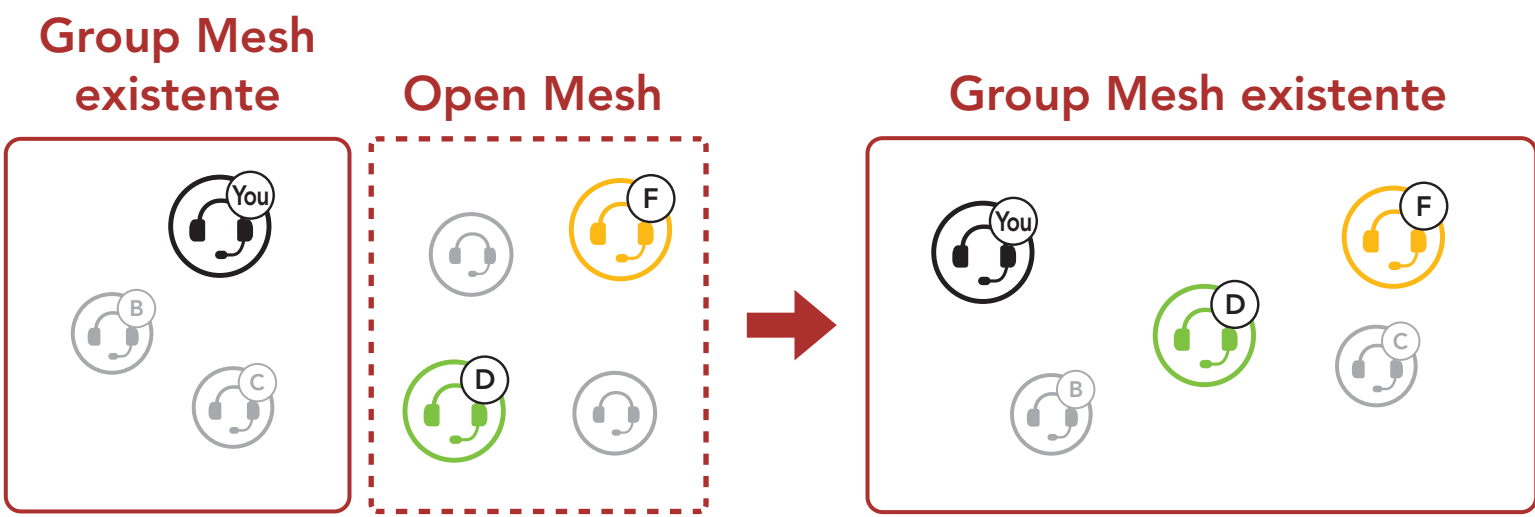 Group Mesh
existente
Open Mesh
Group Mesh existente
You
B
C
F
D
You
F
D
C
B